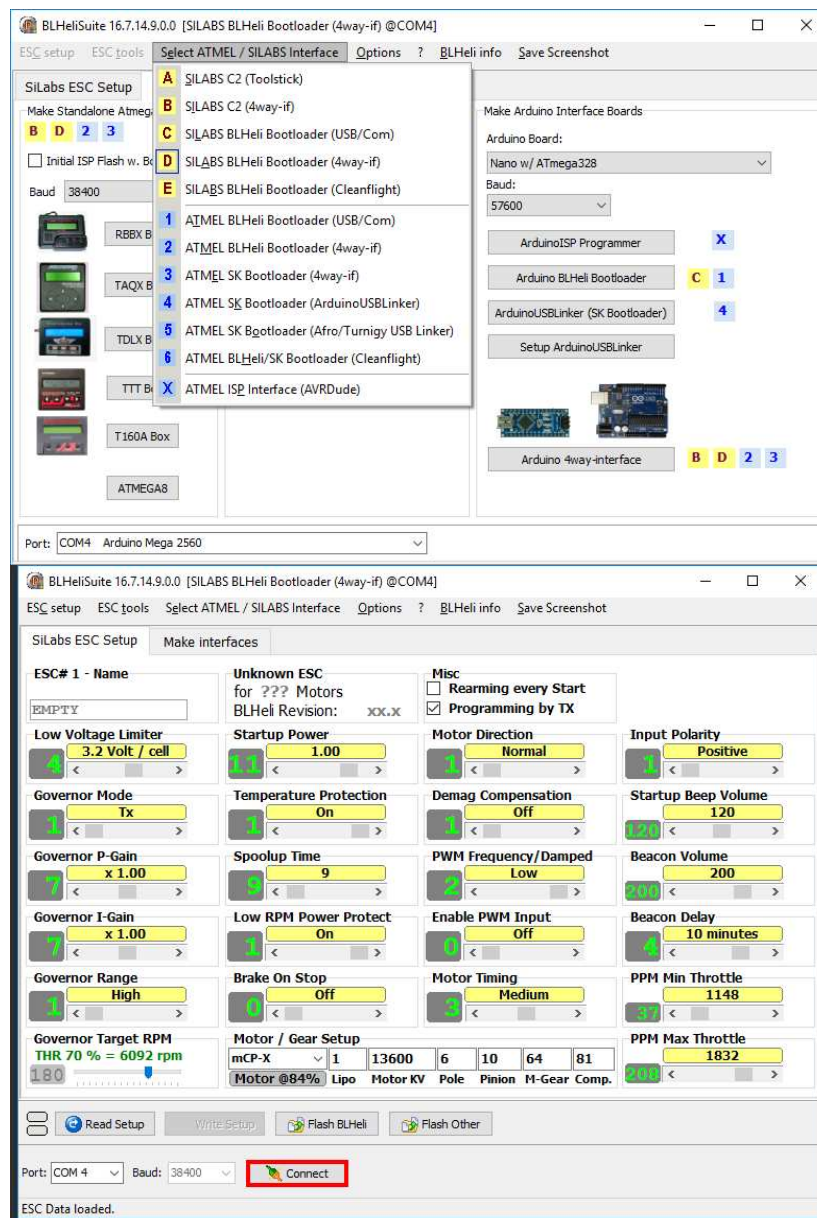 BLHeliSuite 16.7.14.9.0.0 [SILABS BLHeli Bootloader (4way-if) @COM4]
ESC setup ESC tools Select ATMEL / SILABS Interface Options ? BLHeli info Save Screenshot
SiLabs ESC Setup
A SILABS C2 (Toolstick)
B SILABS C2 (4way-if)
C SILABS BLHeli Bootloader (USB/Com)
D SILABS BLHeli Bootloader (4way-if)
E SILABS BLHeli Bootloader (Cleanflight)
1 ATMEL BLHeli Bootloader (USB/Com)
2 ATMEL BLHeli Bootloader (4way-if)
3 ATMEL SK Bootloader (4way-if)
4 ATMEL SK Bootloader (ArduinoUSBLinker)
5 ATMEL SK Bootloader (Afro/Turnigy USB Linker)
6 ATMEL BLHeli/SK Bootloader (Cleanflight)
X ATMEL ISP Interface (AVRDude)
Make Standalone Atmeg
B D 2 3
Initial ISP Flash w. Bo
Baud 38400
RBBX B
TAQX B
TDLX B
TTT Bo
T160A Box
ATMEGA8
Make Arduino Interface Boards
Arduino Board:
Nano w/ ATmega328
Baud:
57600
ArduinoISP Programmer X
Arduino BLHeli Bootloader C 1
ArduinoUSBLinker (SK Bootloader) 4
Setup ArduinoUSBLinker
Arduino 4way-interface B D 2 3
Port: COM4 Arduino Mega 2560
BLHeliSuite 16.7.14.9.0.0 [SILABS BLHeli Bootloader (4way-if) @COM4]
ESC setup ESC tools Select ATMEL / SILABS Interface Options ? BLHeli info Save Screenshot
SiLabs ESC Setup Make interfaces
ESC# 1 - Name Unknown ESC Misc
for ??? Motors Rearming every Start
EMPTY BLHeli Revision: xx.x Programming by TX
Low Voltage Limiter Startup Power Motor Direction Input Polarity
4 3.2 Volt / cell 11 1.00 1 Normal 1 Positive
Governor Mode Temperature Protection Demag Compensation Startup Beep Volume
1 Tx 1 On 1 Off 120 120
Governor P-Gain Spoolup Time PWM Frequency/Damped Beacon Volume
7 x 1.00 9 9 2 Low 200 200
Governor I-Gain Low RPM Power Protect Enable PWM Input Beacon Delay
7 x 1.00 1 On 0 Off 4 10 minutes
Governor Range Brake On Stop Motor Timing PPM Min Throttle
1 High 0 Off 3 Medium 37 1148
Governor Target RPM Motor / Gear Setup PPM Max Throttle
THR 70 % = 6092 rpm mCP-X 1 13600 6 10 64 81 1832
180 Motor @84% Lipo Motor KV Pole Pinion M-Gear Comp. 208
Read Setup Write Setup Flash BLHeli Flash Other
Port: COM 4 Baud: 38400 Connect
ESC Data loaded.